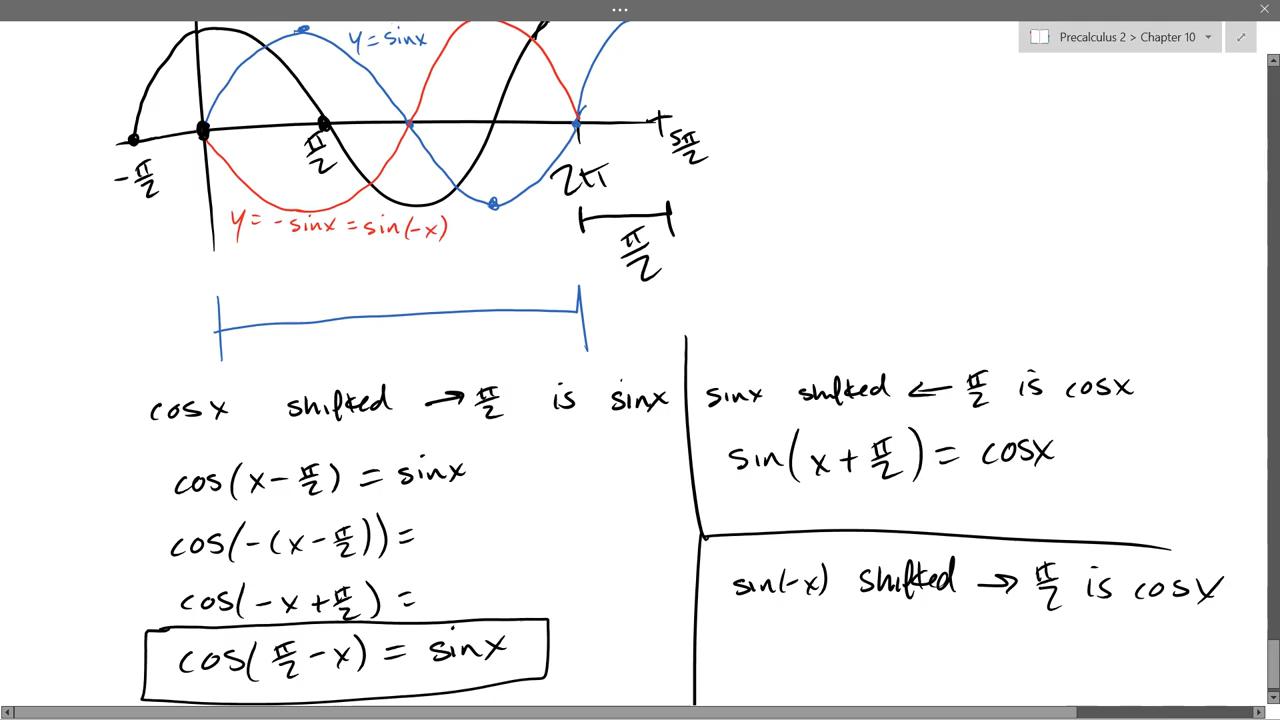 Precalculus 2 > Chapter 10
y = sinx
-π/2
π/2
2π
5π/2
y = -sinx = sin(-x)
π/2
cosx shifted → π/2 is sinx
cos(x - π/2) = sinx
cos(-(x - π/2)) =
cos(-x + π/2) =
cos(π/2 - x) = sinx
sinx shifted ← π/2 is cosx
sin(x + π/2) = cosx
sin(-x) shifted → π/2 is cosx